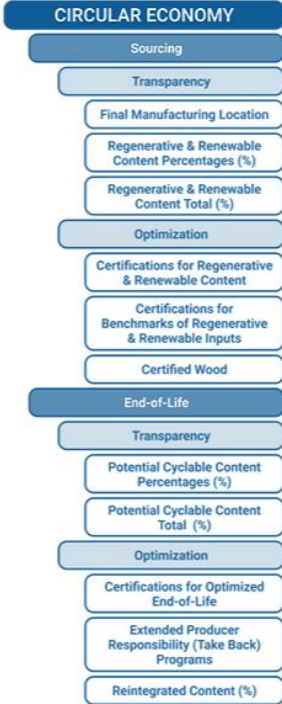 CIRCULAR ECONOMY
Sourcing
Transparency
Final Manufacturing Location
Regenerative & Renewable
Content Percentages (%)
Regenerative & Renewable
Content Total (%)
Optimization
Certifications for Regenerative
& Renewable Content
Certifications for
Benchmarks of Regenerative
& Renewable Inputs
Certified Wood
End-of-Life
Transparency
Potential Cyclable Content
Percentages (%)
Potential Cyclable Content
Total (%)
Optimization
Certifications for Optimized
End-of-Life
Extended Producer
Responsibility (Take Back)
Programs
Reintegrated Content (%)